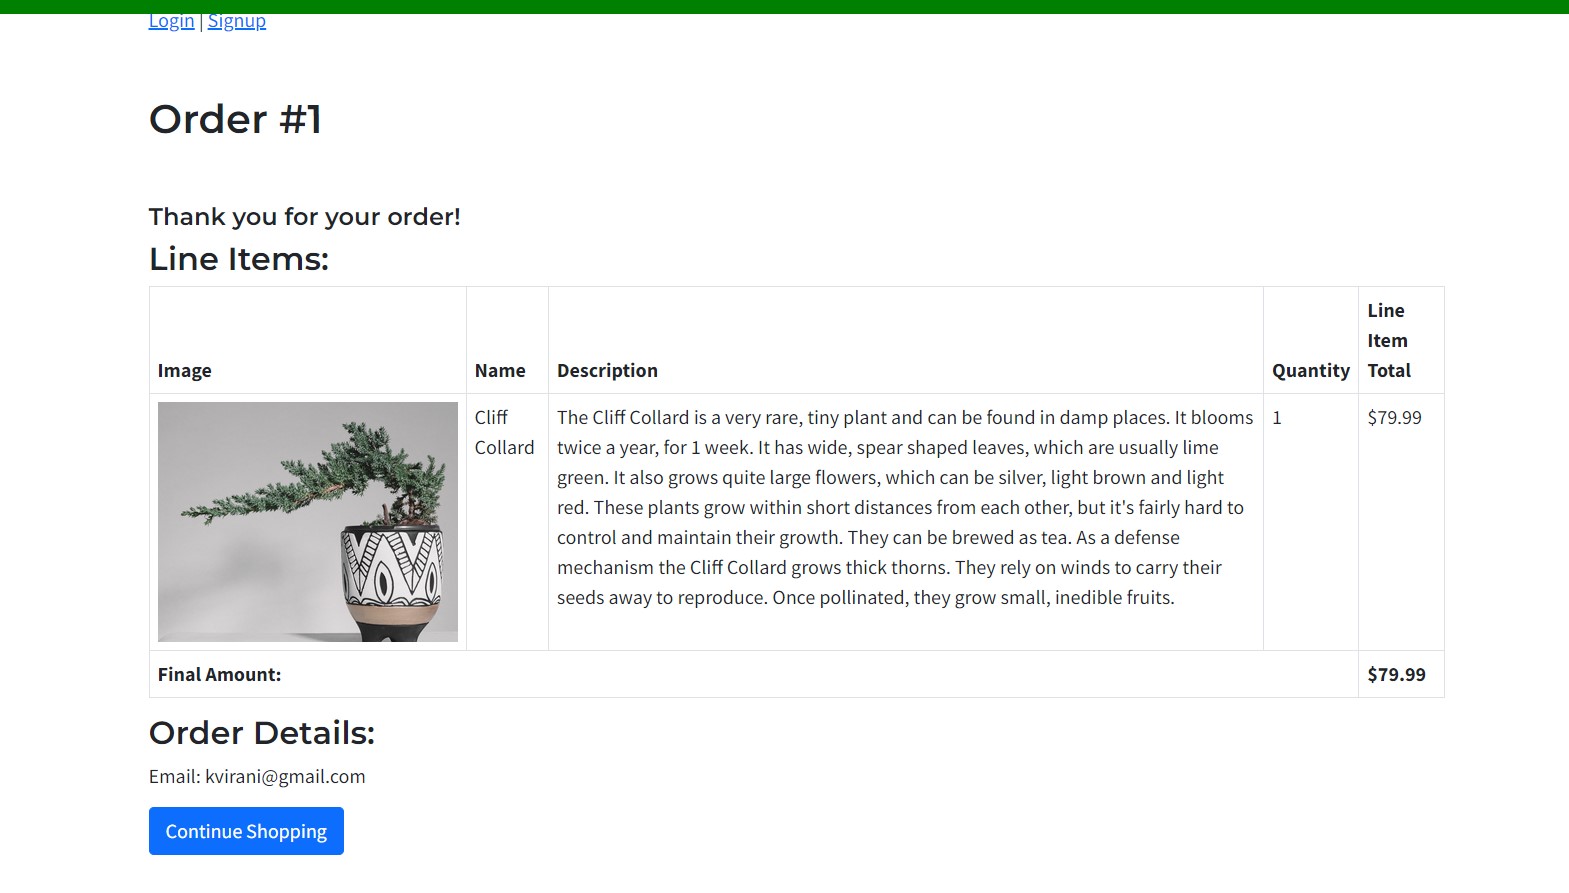 Login | Signup
Order #1
Thank you for your order!
Line Items:
Image
Name
Description
Quantity
Line
Item
Total
Cliff
Collard
The Cliff Collard is a very rare, tiny plant and can be found in damp places. It blooms
twice a year, for 1 week. It has wide, spear shaped leaves, which are usually lime
green. It also grows quite large flowers, which can be silver, light brown and light
red. These plants grow within short distances from each other, but it's fairly hard to
control and maintain their growth. They can be brewed as tea. As a defense
mechanism the Cliff Collard grows thick thorns. They rely on winds to carry their
seeds away to reproduce. Once pollinated, they grow small, inedible fruits.
1
$79.99
Final Amount:
$79.99
Order Details:
Email: kvirani@gmail.com
Continue Shopping